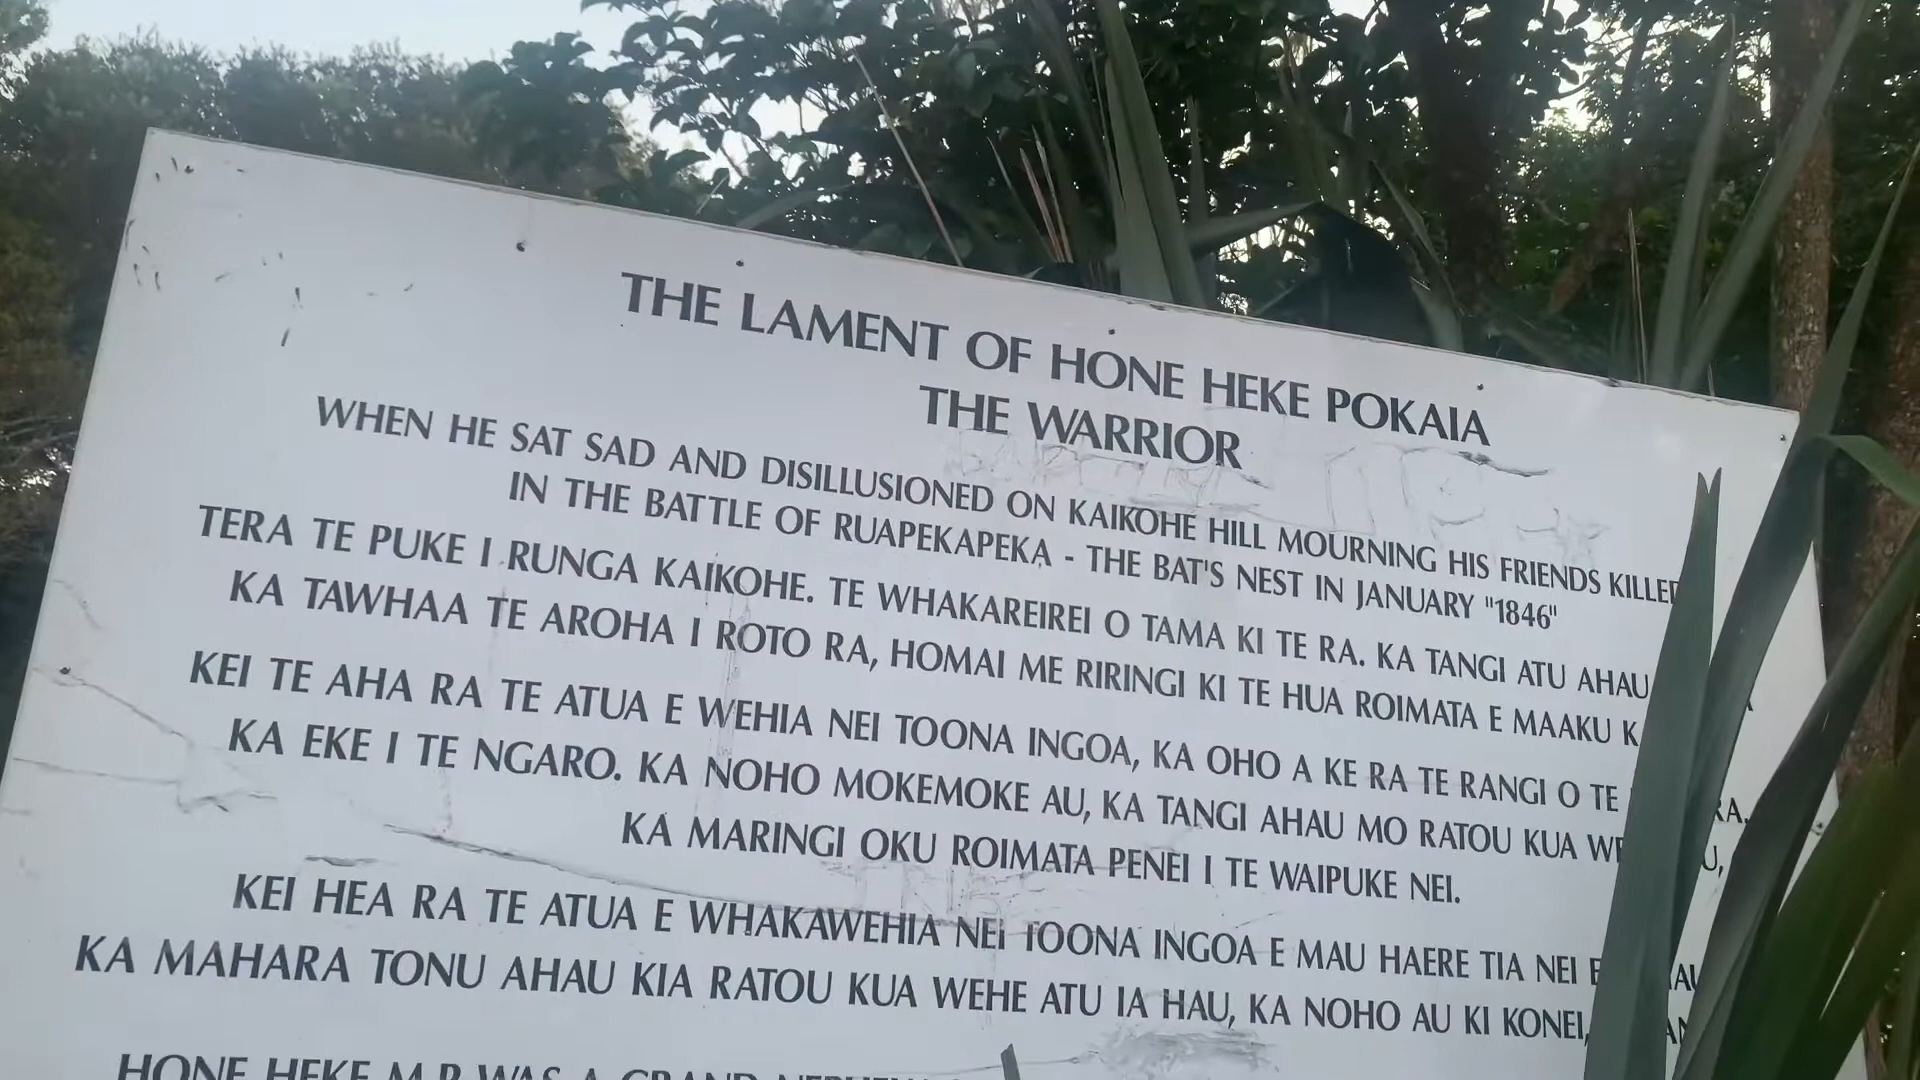 THE LAMENT OF HONE HEKE POKAIA
THE WARRIOR
WHEN HE SAT SAD AND DISILLUSIONED ON KAIKOHE HILL MOURNING HIS FRIENDS KILLED
IN THE BATTLE OF RUAPEKAPEKA - THE BAT'S NEST IN JANUARY "1846"
TERA TE PUKE I RUNGA KAIKOHE. TE WHAKAREIREI O TAMA KI TE RA. KA TANGI ATU AHAU
KA TAWHAA TE AROHA I ROTO RA, HOMAI ME RIRINGI KI TE HUA ROIMATA E MAAKU
KEI TE AHA RA TE ATUA E WEHIA NEI TOONA INGOA, KA OHO A KE RA TE RANGI O TE
KA EKE I TE NGARO. KA NOHO MOKEMOKE AU, KA TANGI AHAU MO RATOU KUA
KA MARINGI OKU ROIMATA PENEI I TE WAIPUKE NEI.
KEI HEA RA TE ATUA E WHAKAWEHIA NEI TOONA INGOA E MAU HAERE TIA NEI
KA MAHARA TONU AHAU KIA RATOU KUA WEHE ATU IA HAU, KA NOHO AU KI KONEI,
HONE HEKE M.P. WAS A GRAND